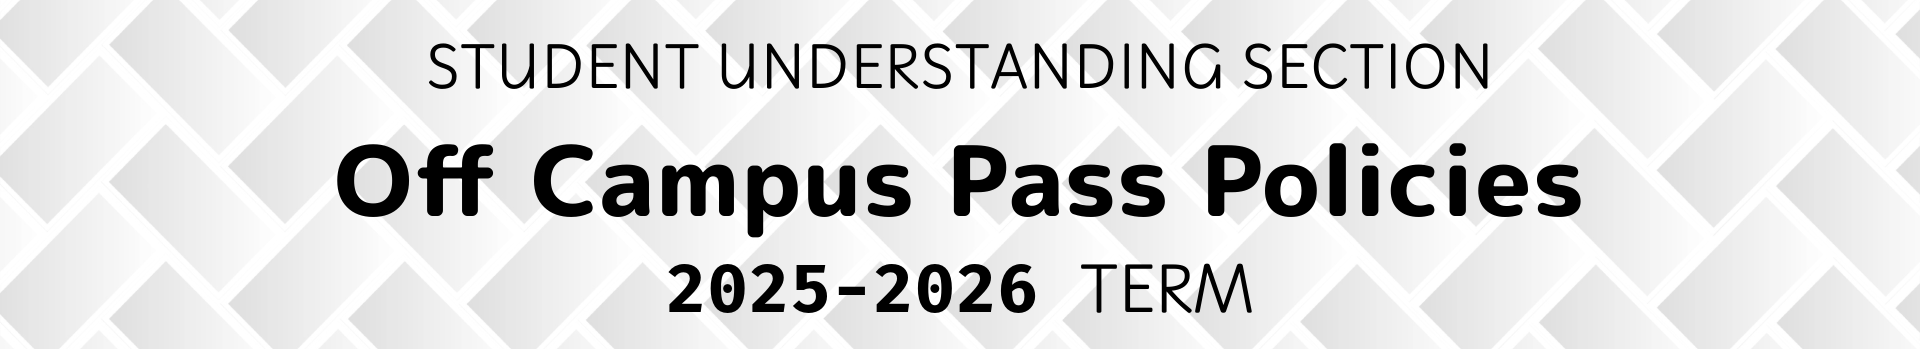 STUDENT UNDERSTANDING SECTION
Off Campus Pass Policies
2025-2026 TERM